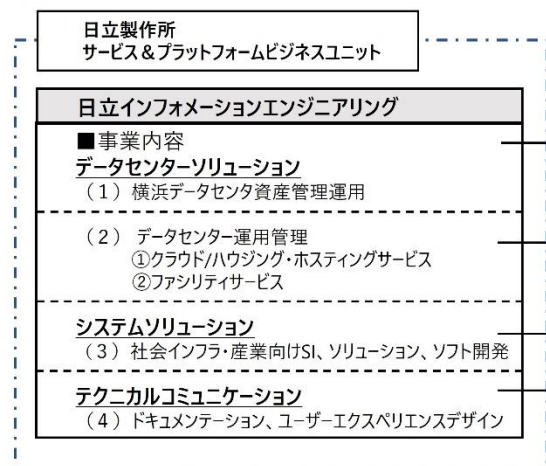 日立製作所
サービス＆プラットフォームビジネスユニット
日立インフォメーションエンジニアリング
■事業内容
データセンターソリューション
（1）横浜データセンタ資産管理運用
（2） データセンター運用管理
①クラウド/ハウジング・ホスティングサービス
②ファシリティサービス
システムソリューション
（3）社会インフラ・産業向けSI、ソリューション、ソフト開発
テクニカルコミュニケーション
（4）ドキュメンテーション、ユーザーエクスペリエンスデザイン